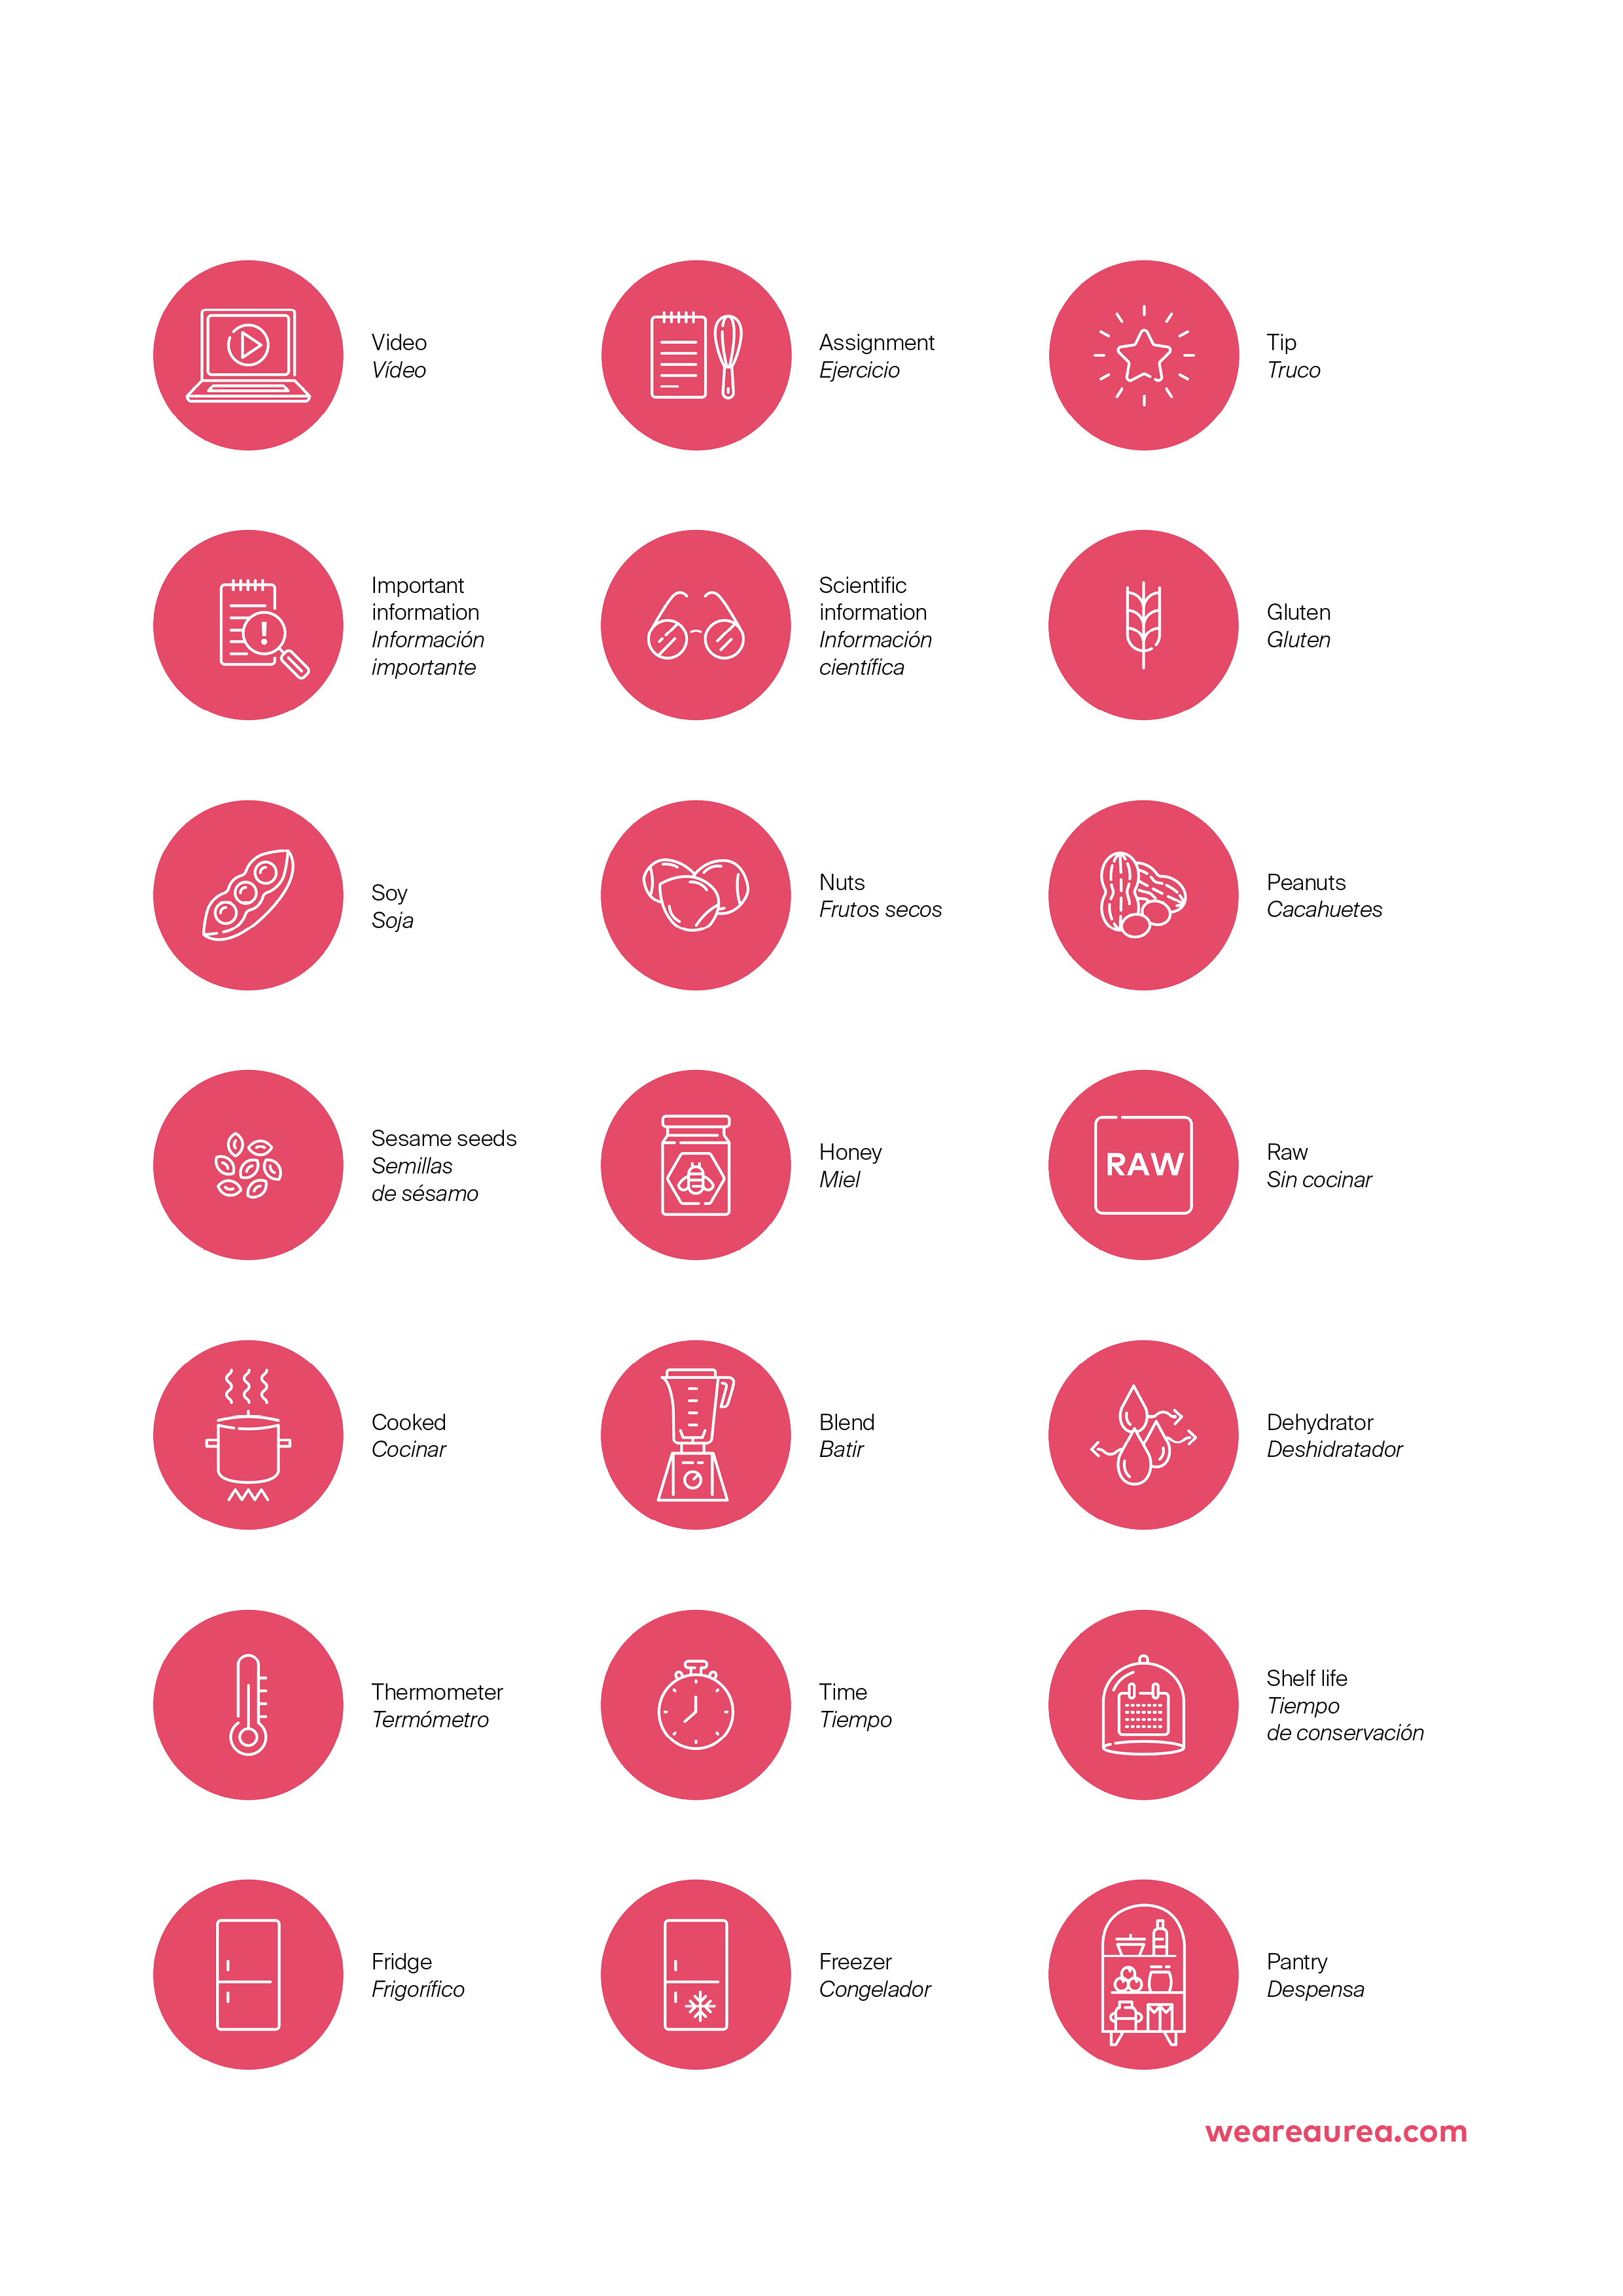 Video
Vídeo
Assignment
Ejercicio
Tip
Truco
Important
information
Información
importante
Scientific
information
Información
científica
Gluten
Gluten
Soy
Soja
Nuts
Frutos secos
Peanuts
Cacahuetes
Sesame seeds
Semillas
de sésamo
Honey
Miel
RAW
Raw
Sin cocinar
Cooked
Cocinar
Blend
Batir
Dehydrator
Deshidratador
Thermometer
Termómetro
Time
Tiempo
Shelf life
Tiempo
de conservación
Fridge
Frigorífico
Freezer
Congelador
Pantry
Despensa
weareaurea.com